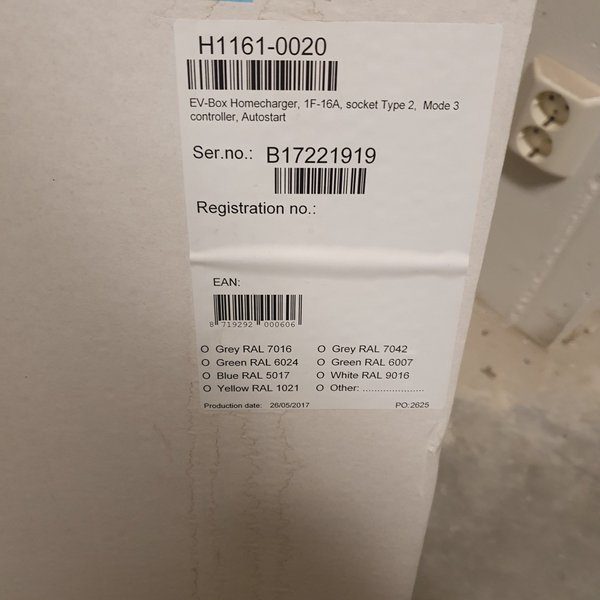 H1161-0020
EV-Box Homecharger, 1F-16A, socket Type 2, Mode 3
controller, Autostart
Ser.no.: B17221919
Registration no.:
EAN:
8 719292 000606
O Grey RAL 7016 O Grey RAL 7042
O Green RAL 6024 O Green RAL 6007
O Blue RAL 5017 O White RAL 9016
O Yellow RAL 1021 O Other: .....................
Production date: 26/05/2017 PO:2625